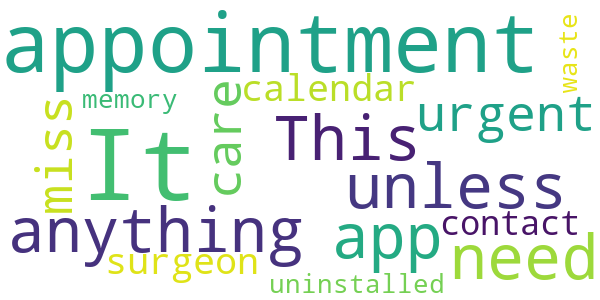 appointment
waste
memory
calendar
urgent
miss
It
care
This
unless
anything
app
contact
need
surgeon
uninstalled